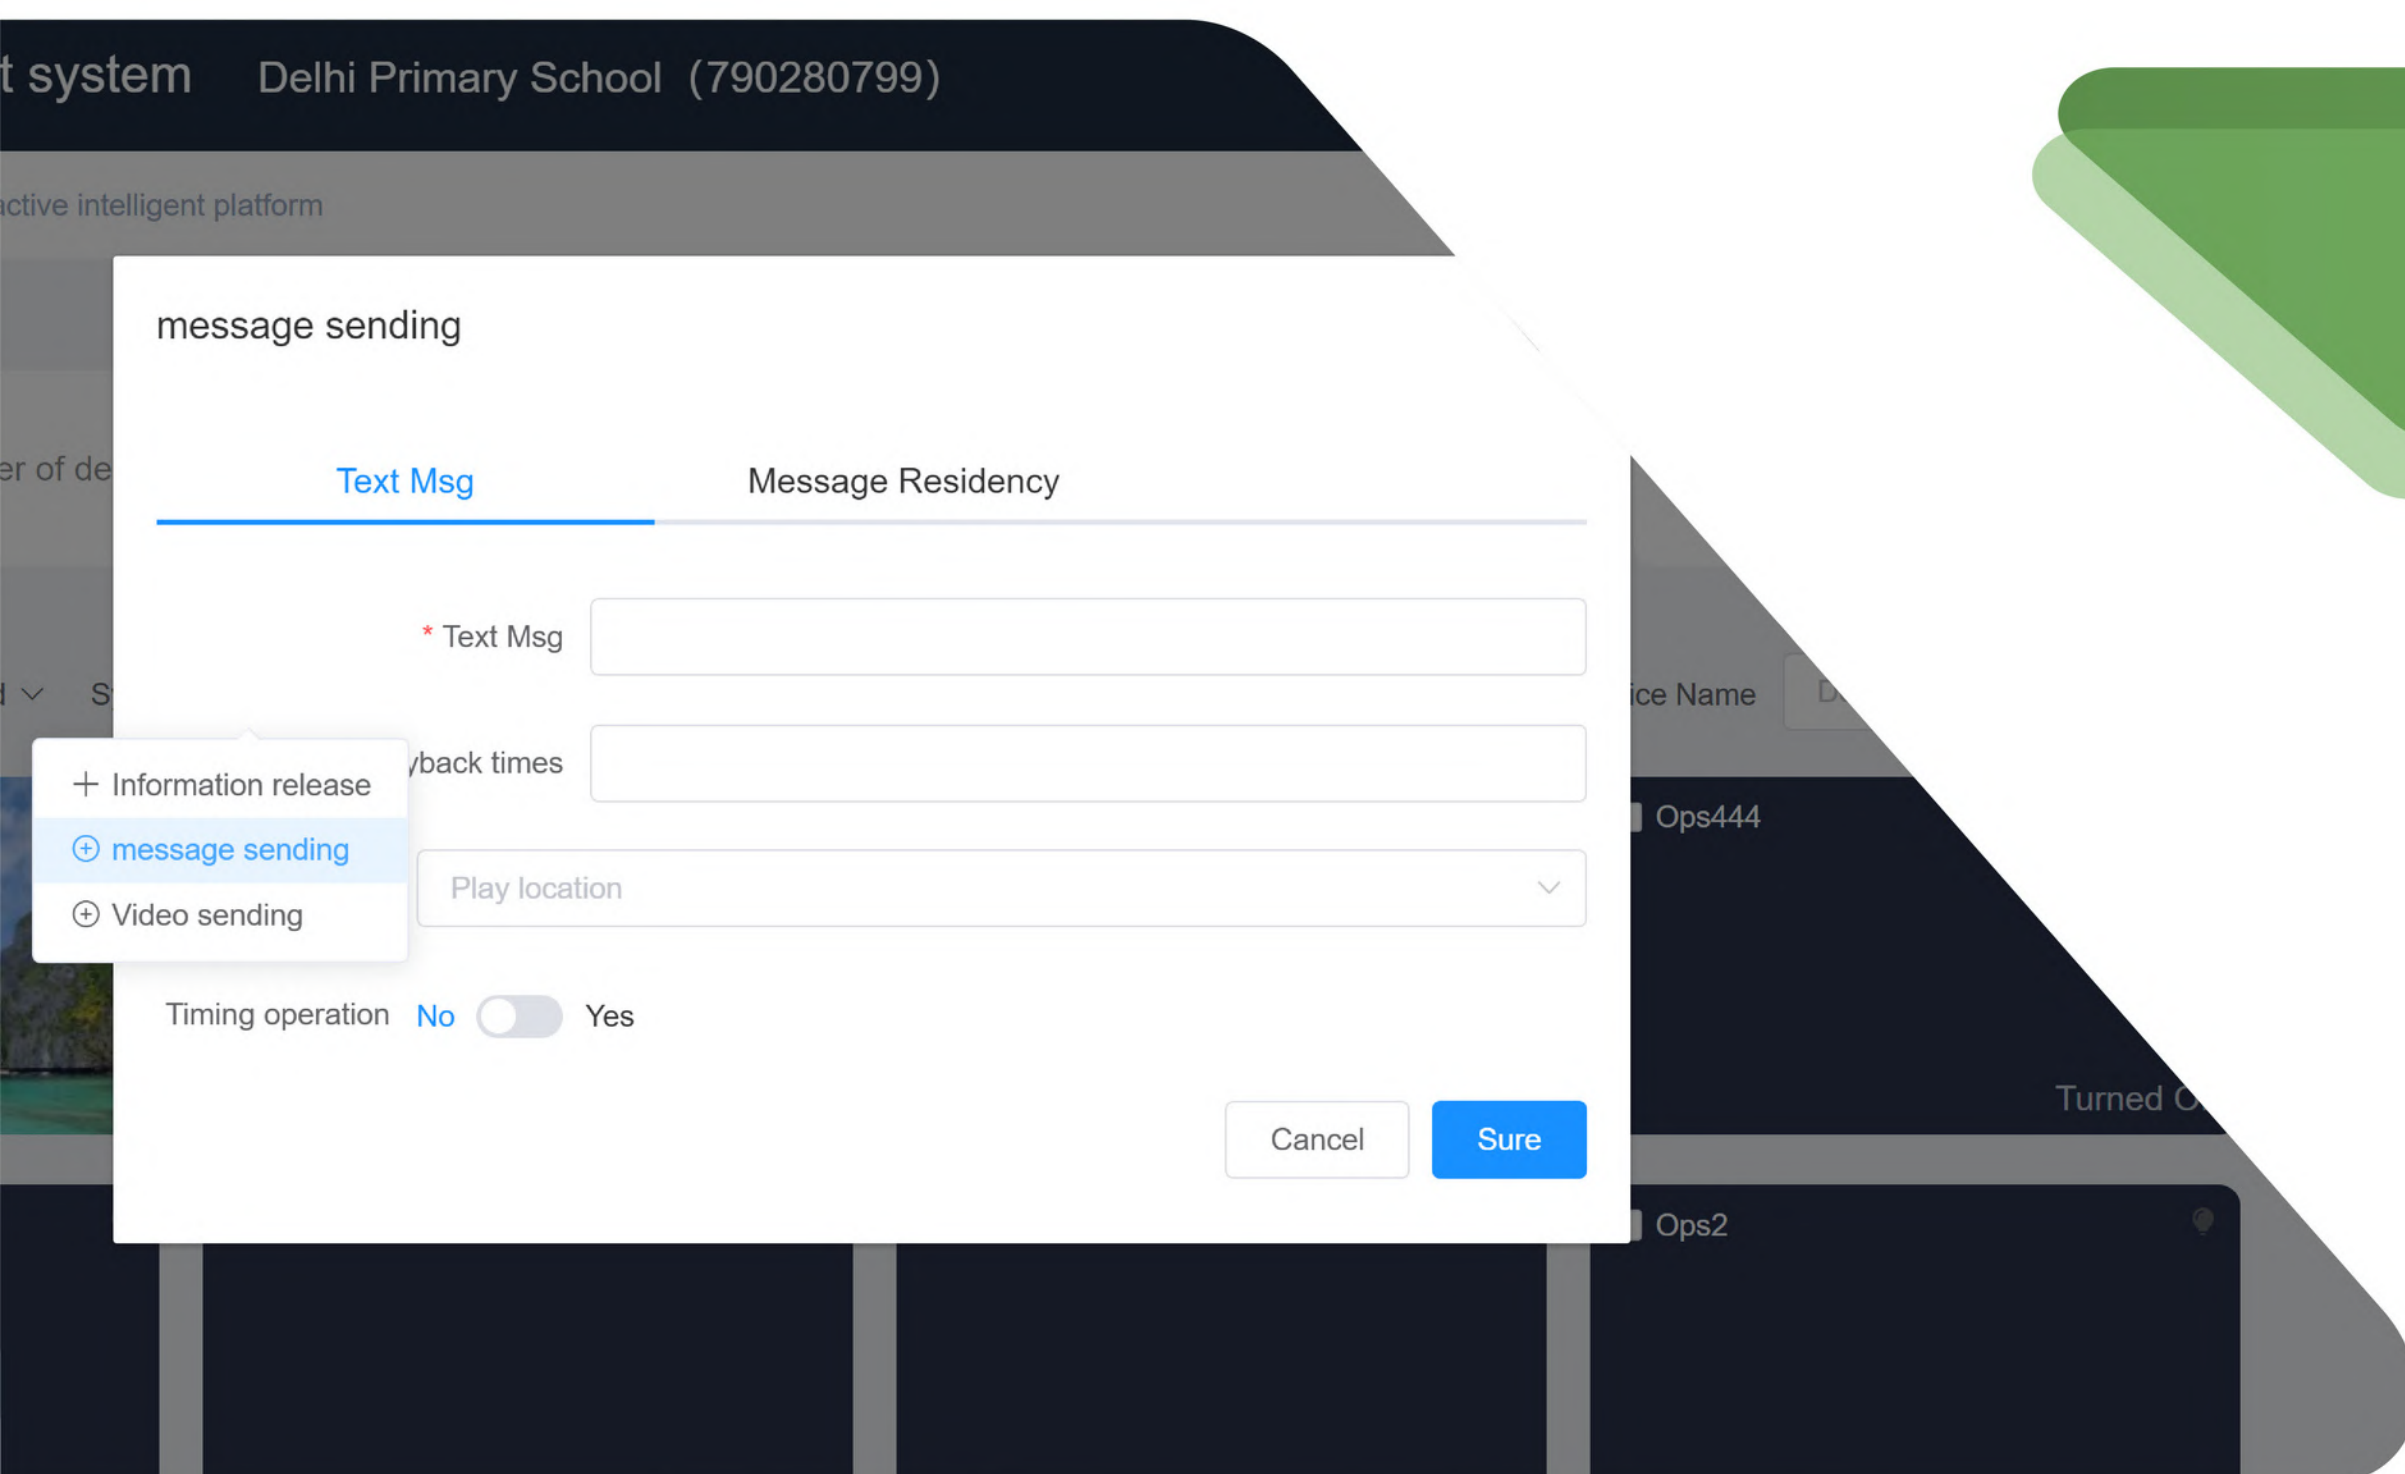 t system Delhi Primary School (790280799)
active intelligent platform
message sending
er of de
Text Msg Message Residency
* Text Msg
ice Name
Information release
yback times
Ops444
message sending
Play location
Video sending
Timing operation No Yes
Turned
Cancel Sure
Ops2